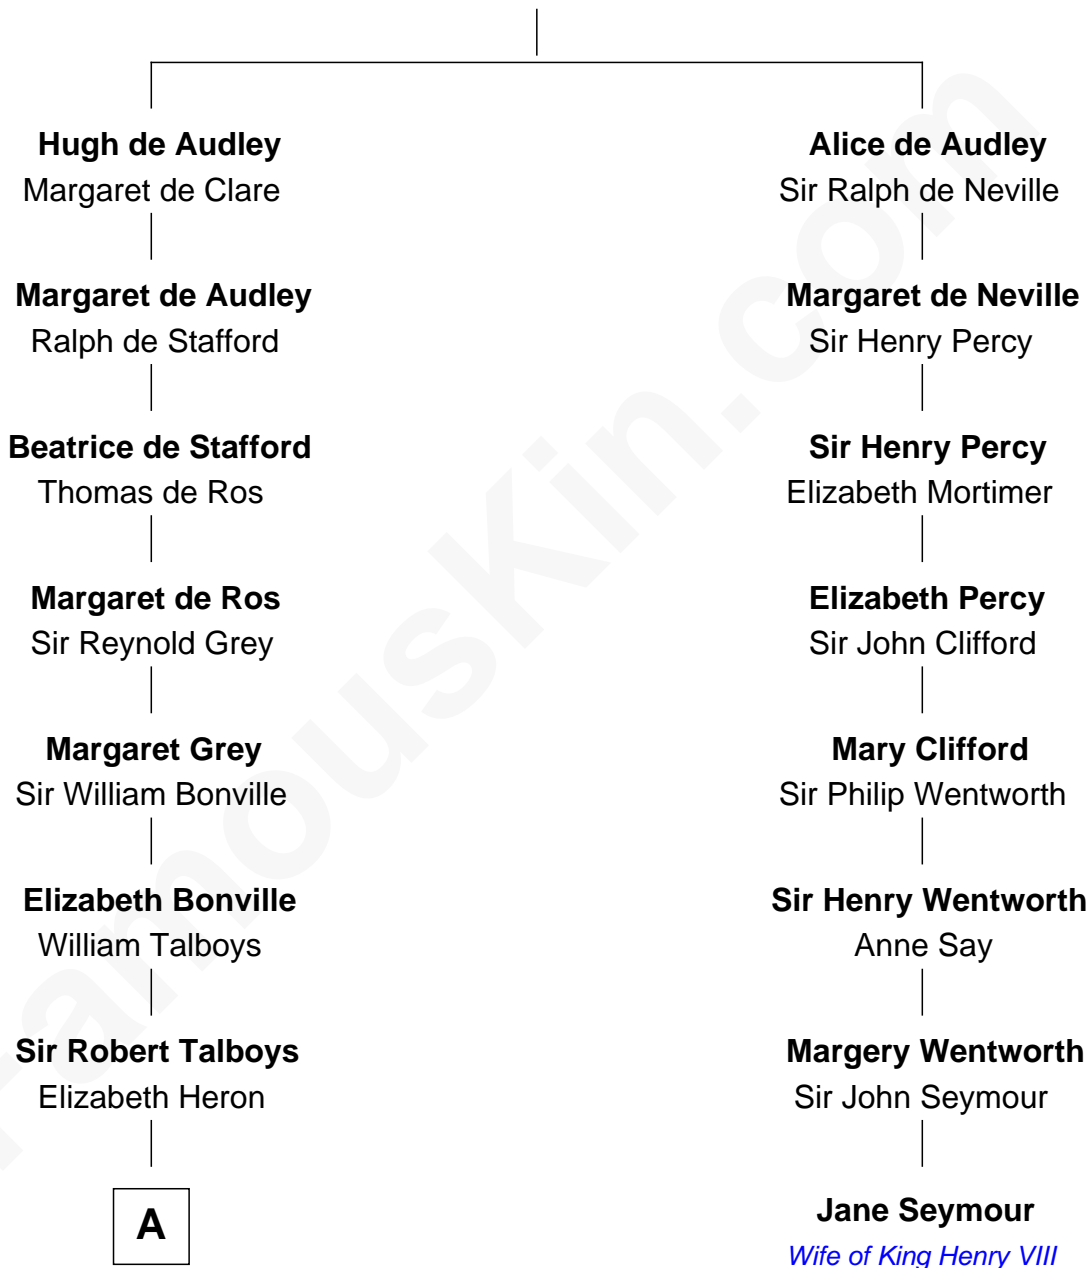 Hugh de Audley
Margaret de Clare
Margaret de Audley
Ralph de Stafford
Beatrice de Stafford
Thomas de Ros
Margaret de Ros
Sir Reynold Grey
Margaret Grey
Sir William Bonville
Elizabeth Bonville
William Talboys
Sir Robert Talboys
Elizabeth Heron
A
Alice de Audley
Sir Ralph de Neville
Margaret de Neville
Sir Henry Percy
Sir Henry Percy
Elizabeth Mortimer
Elizabeth Percy
Sir John Clifford
Mary Clifford
Sir Philip Wentworth
Sir Henry Wentworth
Anne Say
Margery Wentworth
Sir John Seymour
Jane Seymour
Wife of King Henry VIII
FamousKin.com